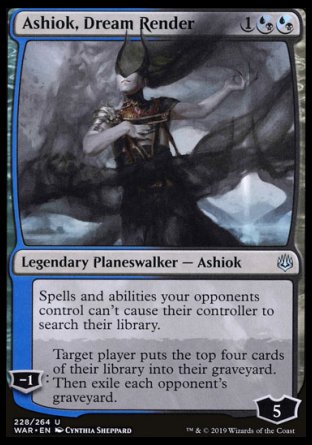 Ashiok, Dream Render 1
Legendary Planeswalker — Ashiok
Spells and abilities your opponents
control can't cause their controller to
search their library.
Target player puts the top four cards
of their library into their graveyard.
-1: Then exile each opponent's
graveyard.
5
228/264 U
WAR • EN CYNTHIA SHEPPARD
™ & © 2019 Wizards of the Coast